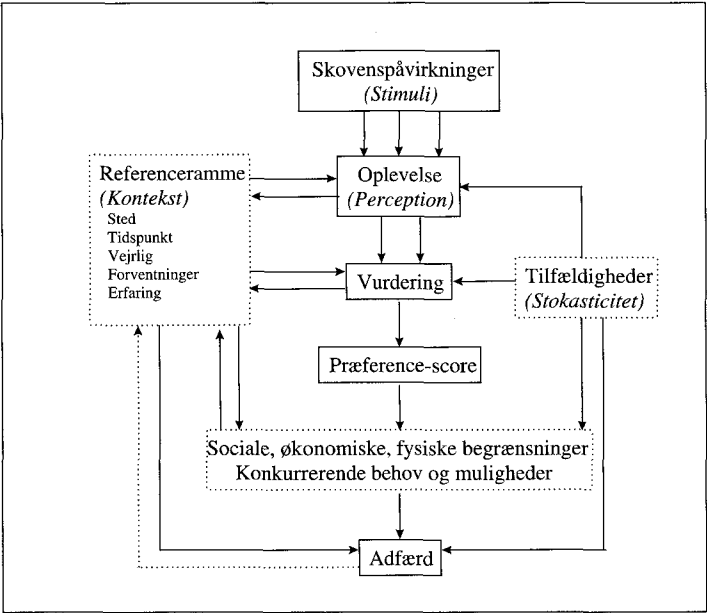 Skovenspåvirkninger
(Stimuli)
Referenceramme
(Kontekst)
Sted
Tidspunkt
Vejrlig
Forventninger
Erfaring
Oplevelse
(Perception)
Vurdering
Tilfældigheder
(Stokasticitet)
Præference-score
Sociale, økonomiske, fysiske begrænsninger
Konkurrerende behov og muligheder
Adfærd